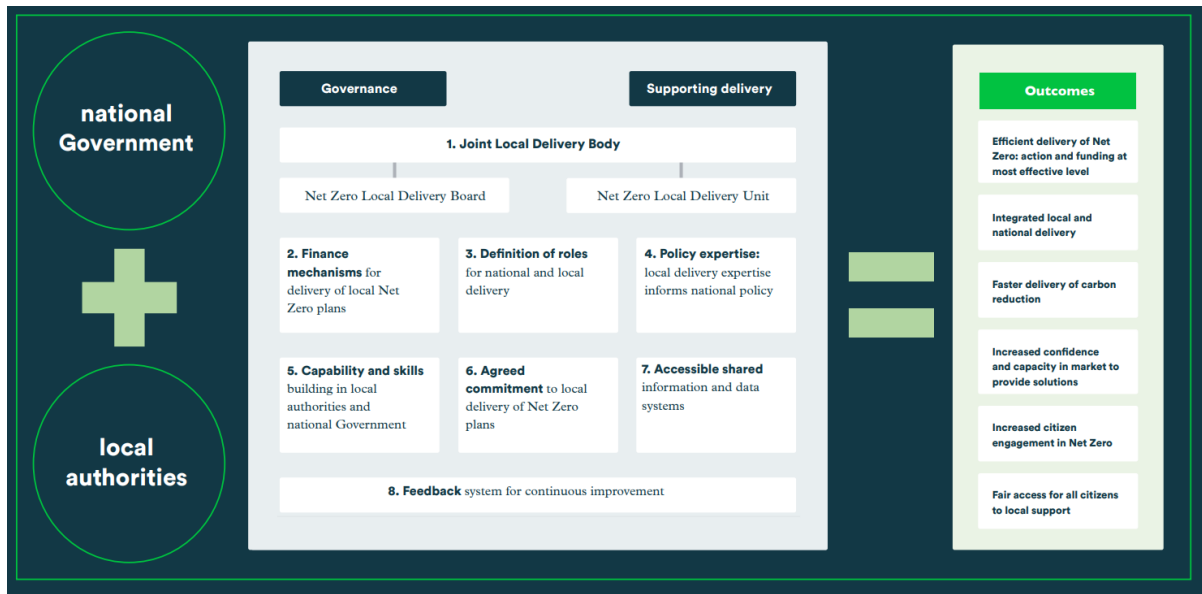 national
Government
local
authorities
Governance
Supporting delivery
1. Joint Local Delivery Body
Net Zero Local Delivery Board
Net Zero Local Delivery Unit
2. Finance
mechanisms for
delivery of local Net
Zero plans
3. Definition of roles
for national and local
delivery
4. Policy expertise:
local delivery expertise
informs national policy
5. Capability and skills
building in local
authorities and
national Government
6. Agreed
commitment to local
delivery of Net Zero
plans
7. Accessible shared
information and data
systems
8. Feedback system for continuous improvement
Outcomes
Efficient delivery of Net
Zero: action and funding at
most effective level
Integrated local and
national delivery
Faster delivery of carbon
reduction
Increased confidence
and capacity in market to
provide solutions
Increased citizen
engagement in Net Zero
Fair access for all citizens
to local support